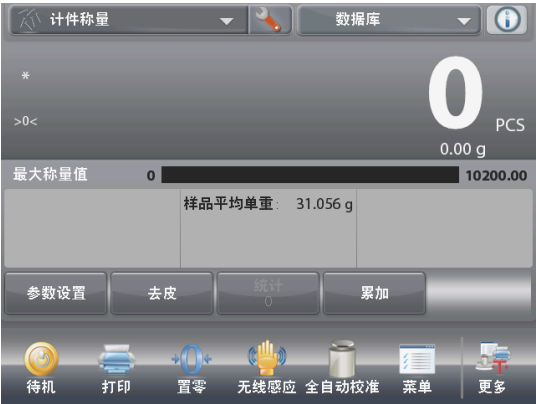 计件称量 数据库
*
0
>0<
PCS
0.00 g
最大称量值 0 10200.00
样品平均单重: 31.056 g
参数设置 去皮 统计 累加
0
待机 打印 置零 无线感应 全自动校准 菜单 更多